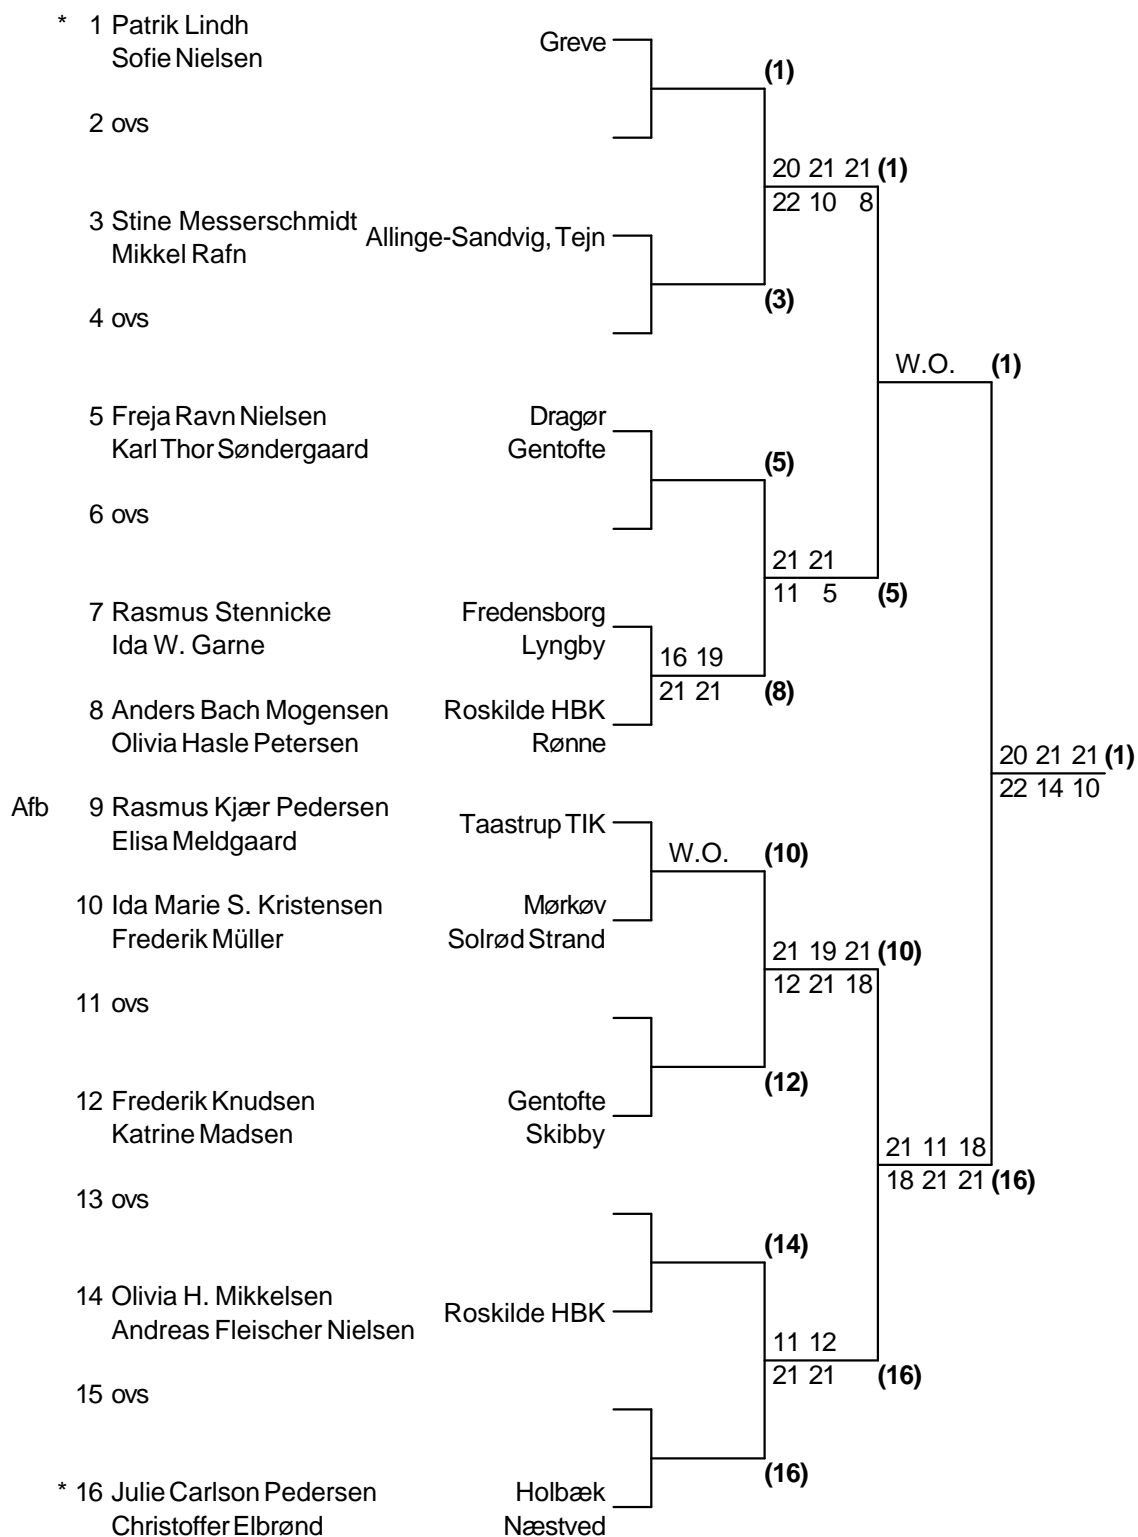 * 1 Patrik Lindh
Sofie Nielsen
Greve
(1)
2 ovs
20 21 21 (1)
22 10 8
3 Stine Messerschmidt
Mikkel Rafn
Allinge-Sandvig, Tejn
(3)
4 ovs
W.O. (1)
5 Freja Ravn Nielsen Dragør
Karl Thor Søndergaard Gentofte
(5)
6 ovs
21 21
11 5 (5)
7 Rasmus Stennicke Fredensborg
Ida W. Garne Lyngby
16 19
21 21 (8)
8 Anders Bach Mogensen Roskilde HBK
Olivia Hasle Petersen Rønne
20 21 21 (1)
22 14 10
Afb 9 Rasmus Kjær Pedersen
Elisa Meldgaard
Taastrup TIK
W.O. (10)
10 Ida Marie S. Kristensen Mørkøv
Frederik Müller Solrød Strand
21 19 21 (10)
12 21 18
11 ovs
(12)
12 Frederik Knudsen Gentofte
Katrine Madsen Skibby
21 11 18
18 21 21 (16)
13 ovs
(14)
14 Olivia H. Mikkelsen
Andreas Fleischer Nielsen
Roskilde HBK
11 12
21 21 (16)
15 ovs
(16)
* 16 Julie Carlson Pedersen Holbæk
Christoffer Elbrønd Næstved